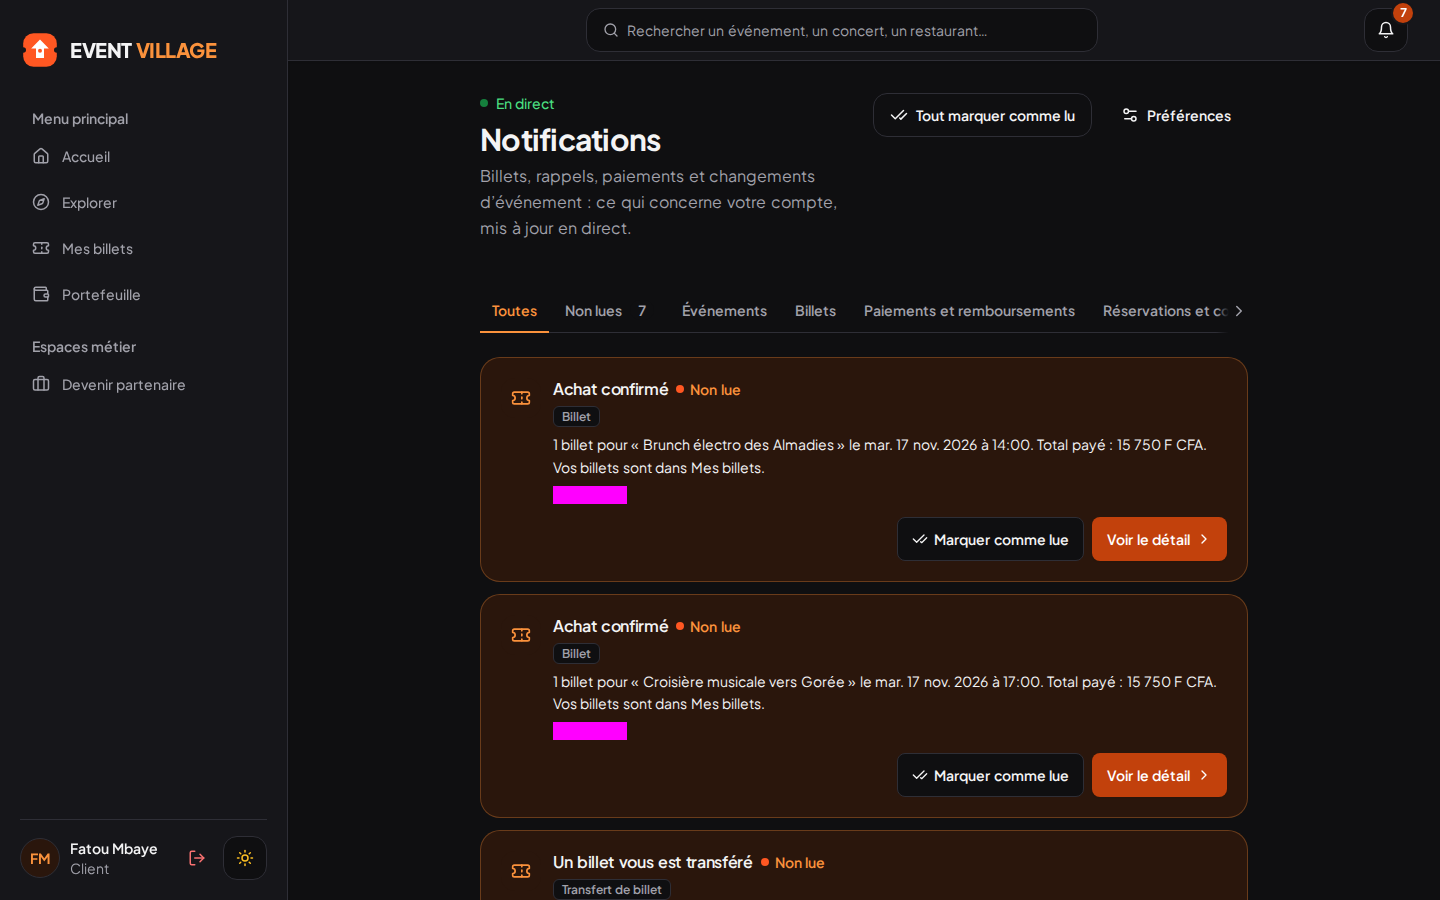 EVENT VILLAGE
Menu principal
Accueil
Explorer
Mes billets
Portefeuille
Espaces métier
Devenir partenaire
FM
Fatou Mbaye
Client
Rechercher un événement, un concert, un restaurant…
7
En direct
Notifications
Billets, rappels, paiements et changements
d’événement : ce qui concerne votre compte,
mis à jour en direct.
Tout marquer comme lu
Préférences
Toutes
Non lues 7
Événements
Billets
Paiements et remboursements
Réservations et
Achat confirmé
Non lue
Billet
1 billet pour « Brunch électro des Almadies » le mar. 17 nov. 2026 à 14:00. Total payé : 15 750 F CFA.
Vos billets sont dans Mes billets.
Marquer comme lue
Voir le détail
Achat confirmé
Non lue
Billet
1 billet pour « Croisière musicale vers Gorée » le mar. 17 nov. 2026 à 17:00. Total payé : 15 750 F CFA.
Vos billets sont dans Mes billets.
Marquer comme lue
Voir le détail
Un billet vous est transféré
Non lue
Transfert de billet